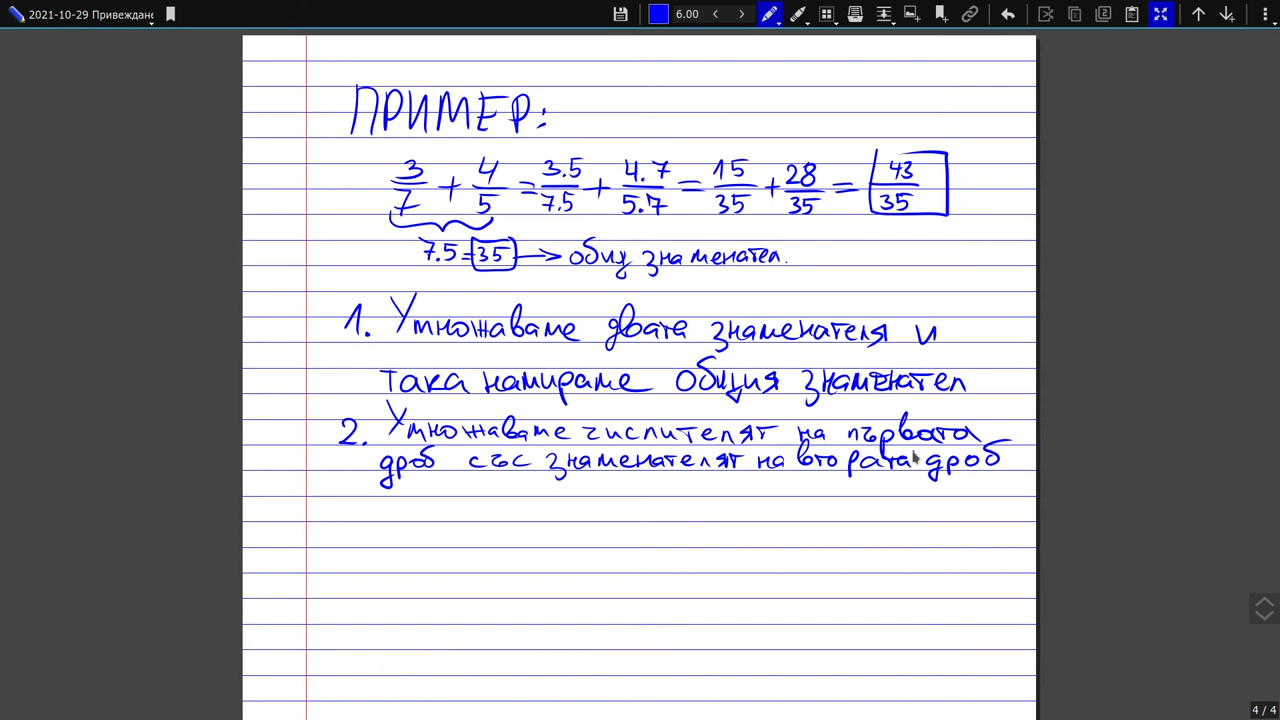 2021-10-29 Привеждане
6.00
ПРИМЕР:
3/7 + 4/5 = 3.5/7.5 + 4.7/5.7 = 15/35 + 28/35 = 43/35
7.5=35 → общ знаменател.
1. Умножаваме двата знаменателя и
така намираме общия знаменател
2. Умножаваме числителят на първата
дроб със знаменателят на втората дроб
4 / 4